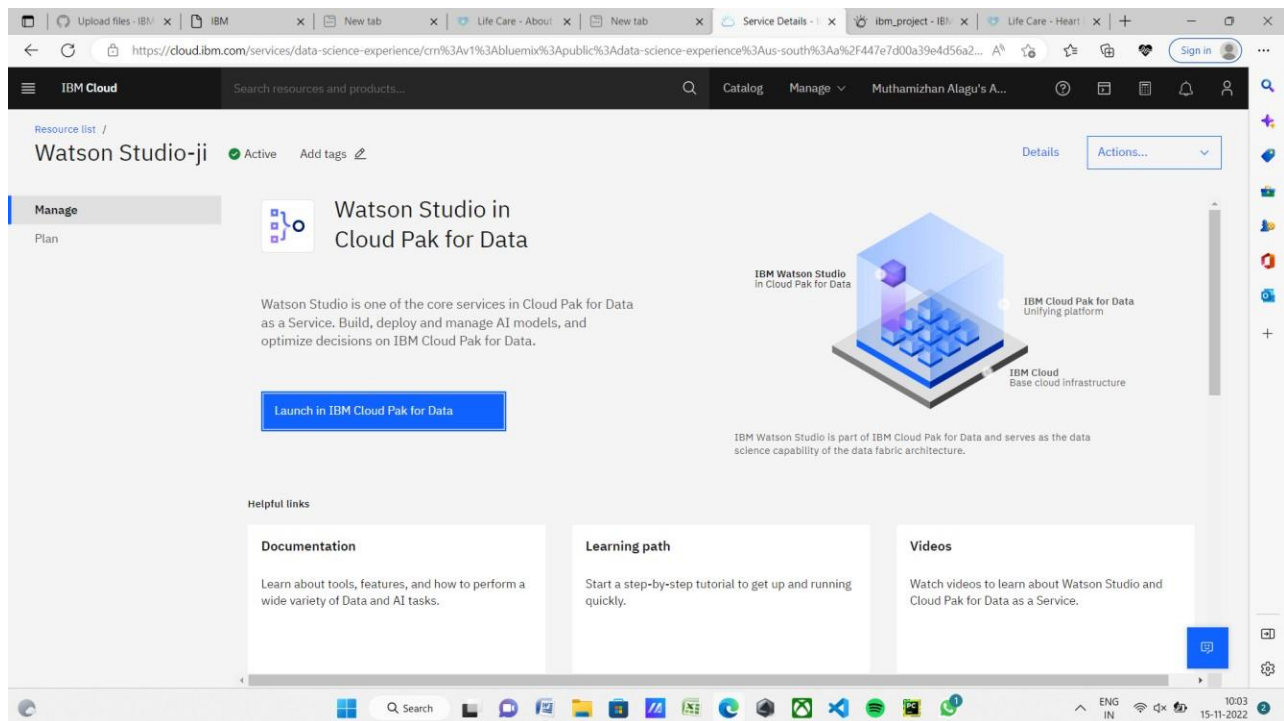 Upload files · IBM
IBM
New tab
Life Care - About
New tab
Service Details - I
ibm_project - IBM
Life Care - Heart
https://cloud.ibm.com/services/data-science-experience/crn%3Av1%3Abluemix%3Apublic%3Adata-science-experience%3Aus-south%3Aa%2F447e7d00a39e4d56a2...
Sign in
IBM Cloud
Search resources and products...
Catalog
Manage
Muthamizhan Alagu's A...
Resource list /
Watson Studio-ji
Active
Add tags
Details
Actions...
Manage
Plan
Watson Studio in
Cloud Pak for Data
Watson Studio is one of the core services in Cloud Pak for Data
as a Service. Build, deploy and manage AI models, and
optimize decisions on IBM Cloud Pak for Data.
Launch in IBM Cloud Pak for Data
IBM Watson Studio
in Cloud Pak for Data
IBM Cloud Pak for Data
Unifying platform
IBM Cloud
Base cloud infrastructure
IBM Watson Studio is part of IBM Cloud Pak for Data and serves as the data
science capability of the data fabric architecture.
Helpful links
Documentation
Learn about tools, features, and how to perform a
wide variety of Data and AI tasks.
Learning path
Start a step-by-step tutorial to get up and running
quickly.
Videos
Watch videos to learn about Watson Studio and
Cloud Pak for Data as a Service.
Search
ENG
IN
10:03
15-11-2022
2